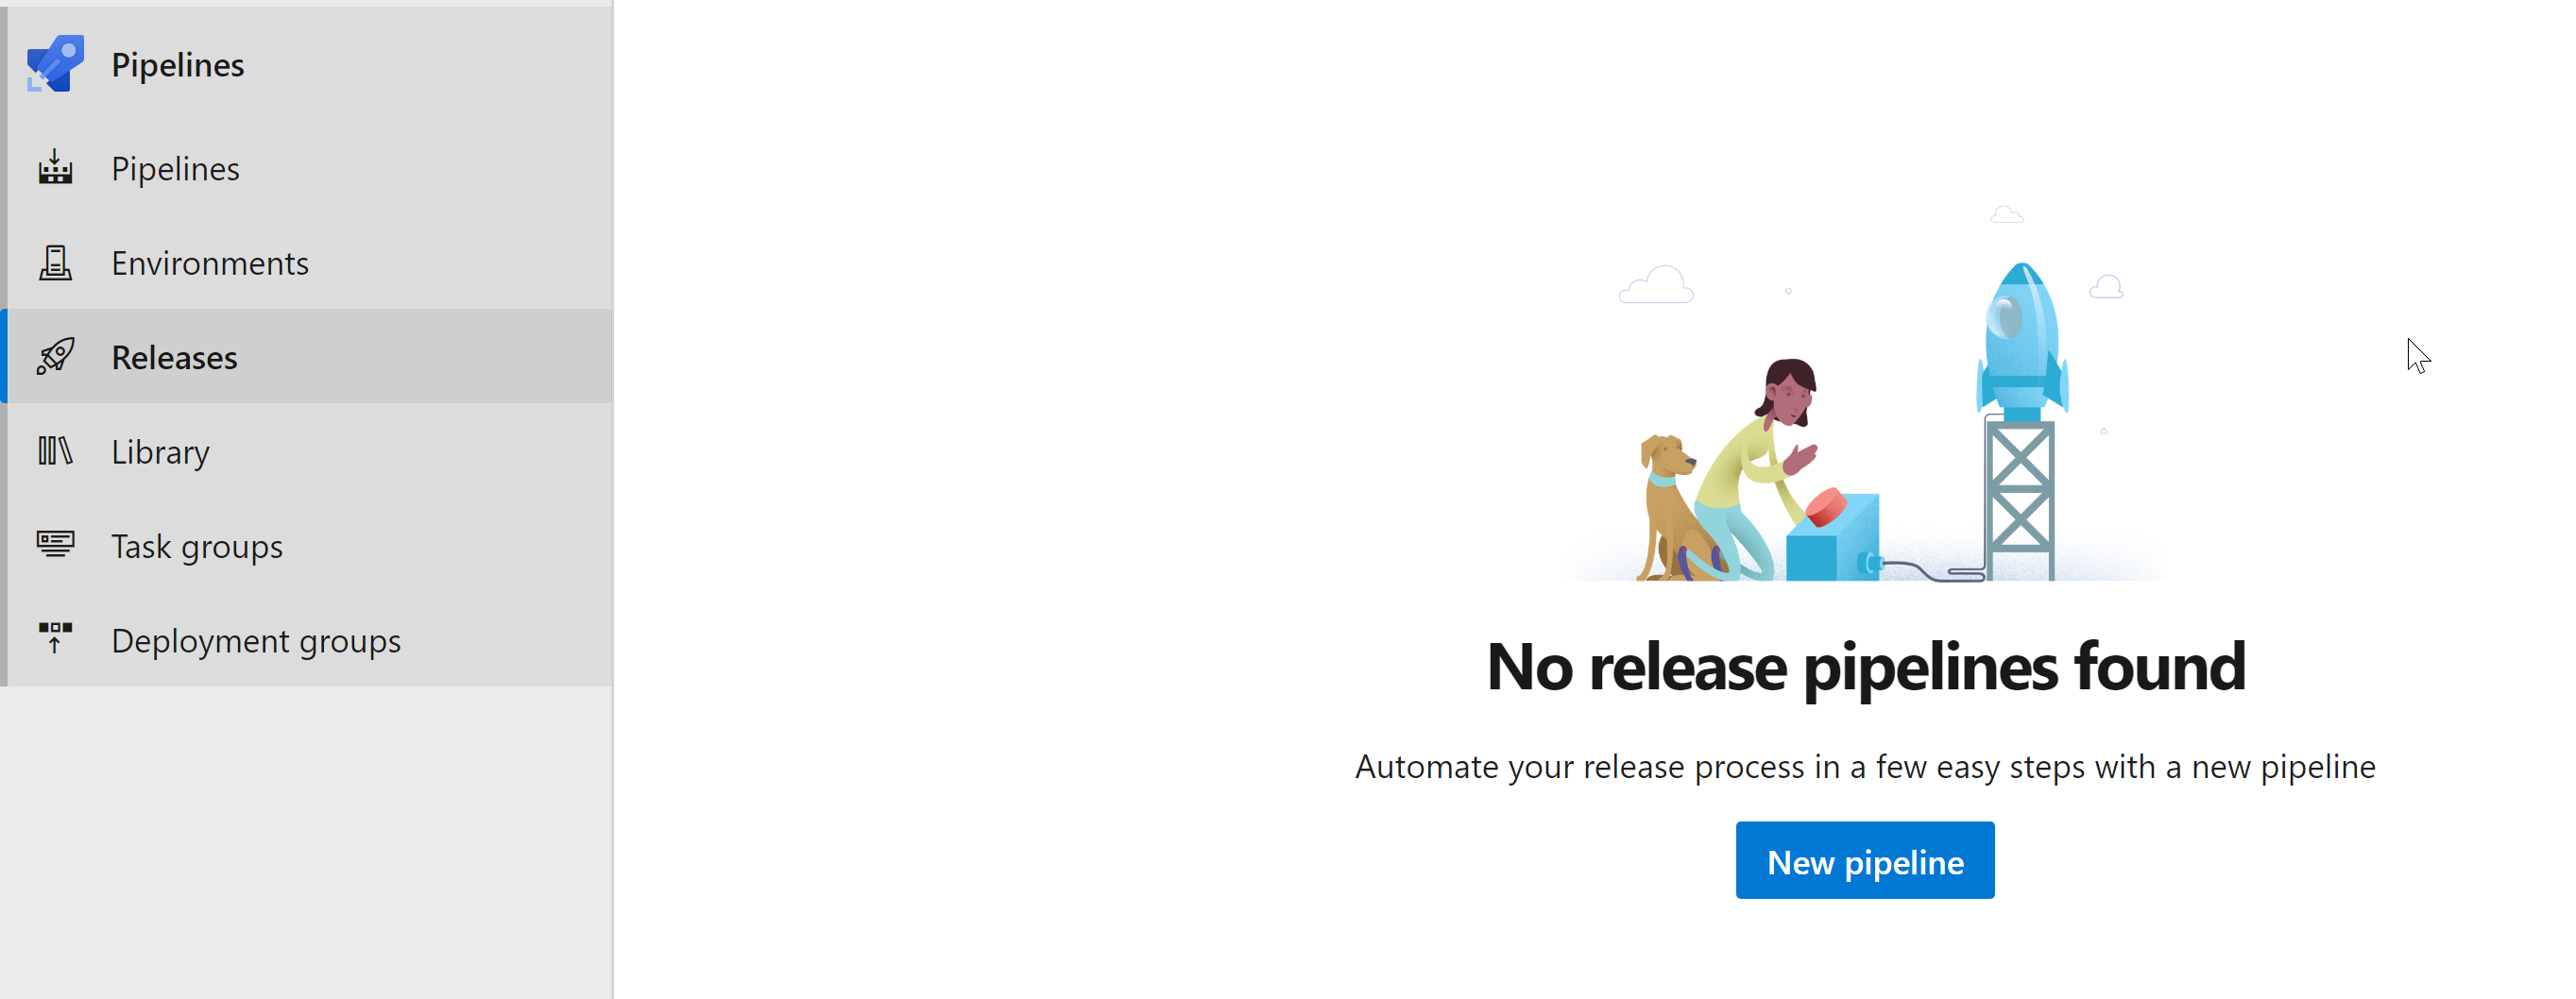 Pipelines
Pipelines
Environments
Releases
Library
Task groups
Deployment groups
No release pipelines found
Automate your release process in a few easy steps with a new pipeline
New pipeline